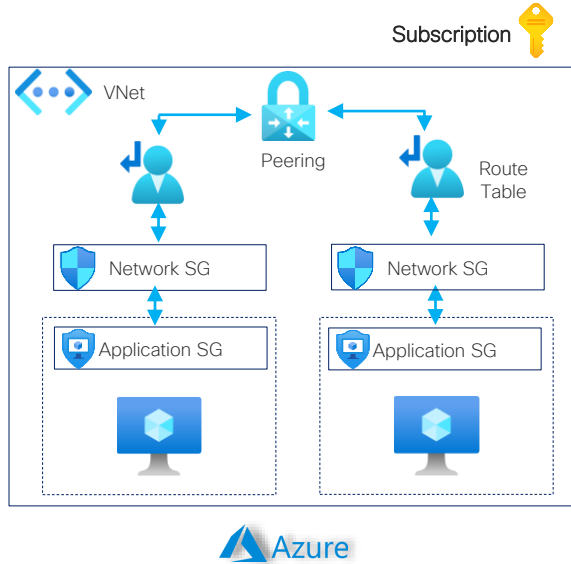 Subscription
VNet
Peering
Route
Table
Network SG
Network SG
Application SG
Application SG
Azure